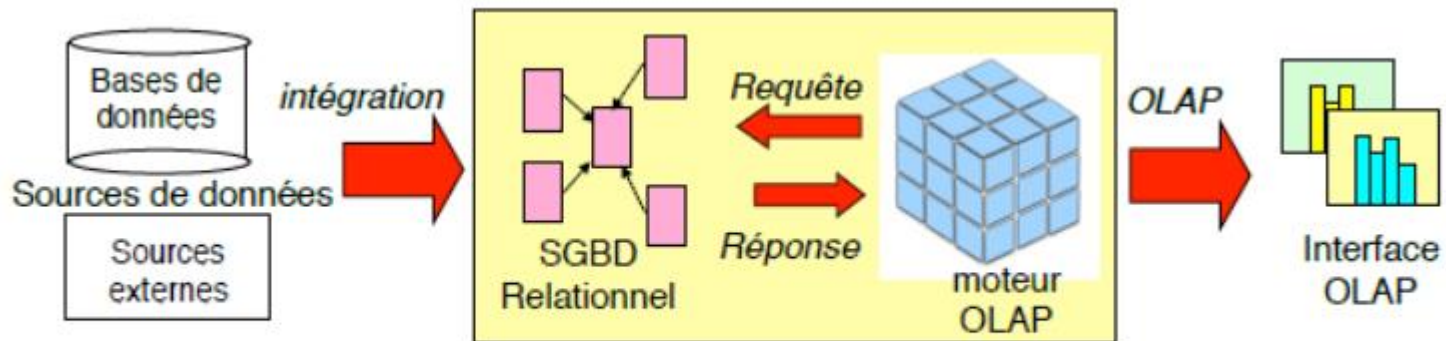 Bases de
données
Sources de données
Sources
externes
intégration
SGBD
Relationnel
Requête
Réponse
moteur
OLAP
OLAP
Interface
OLAP